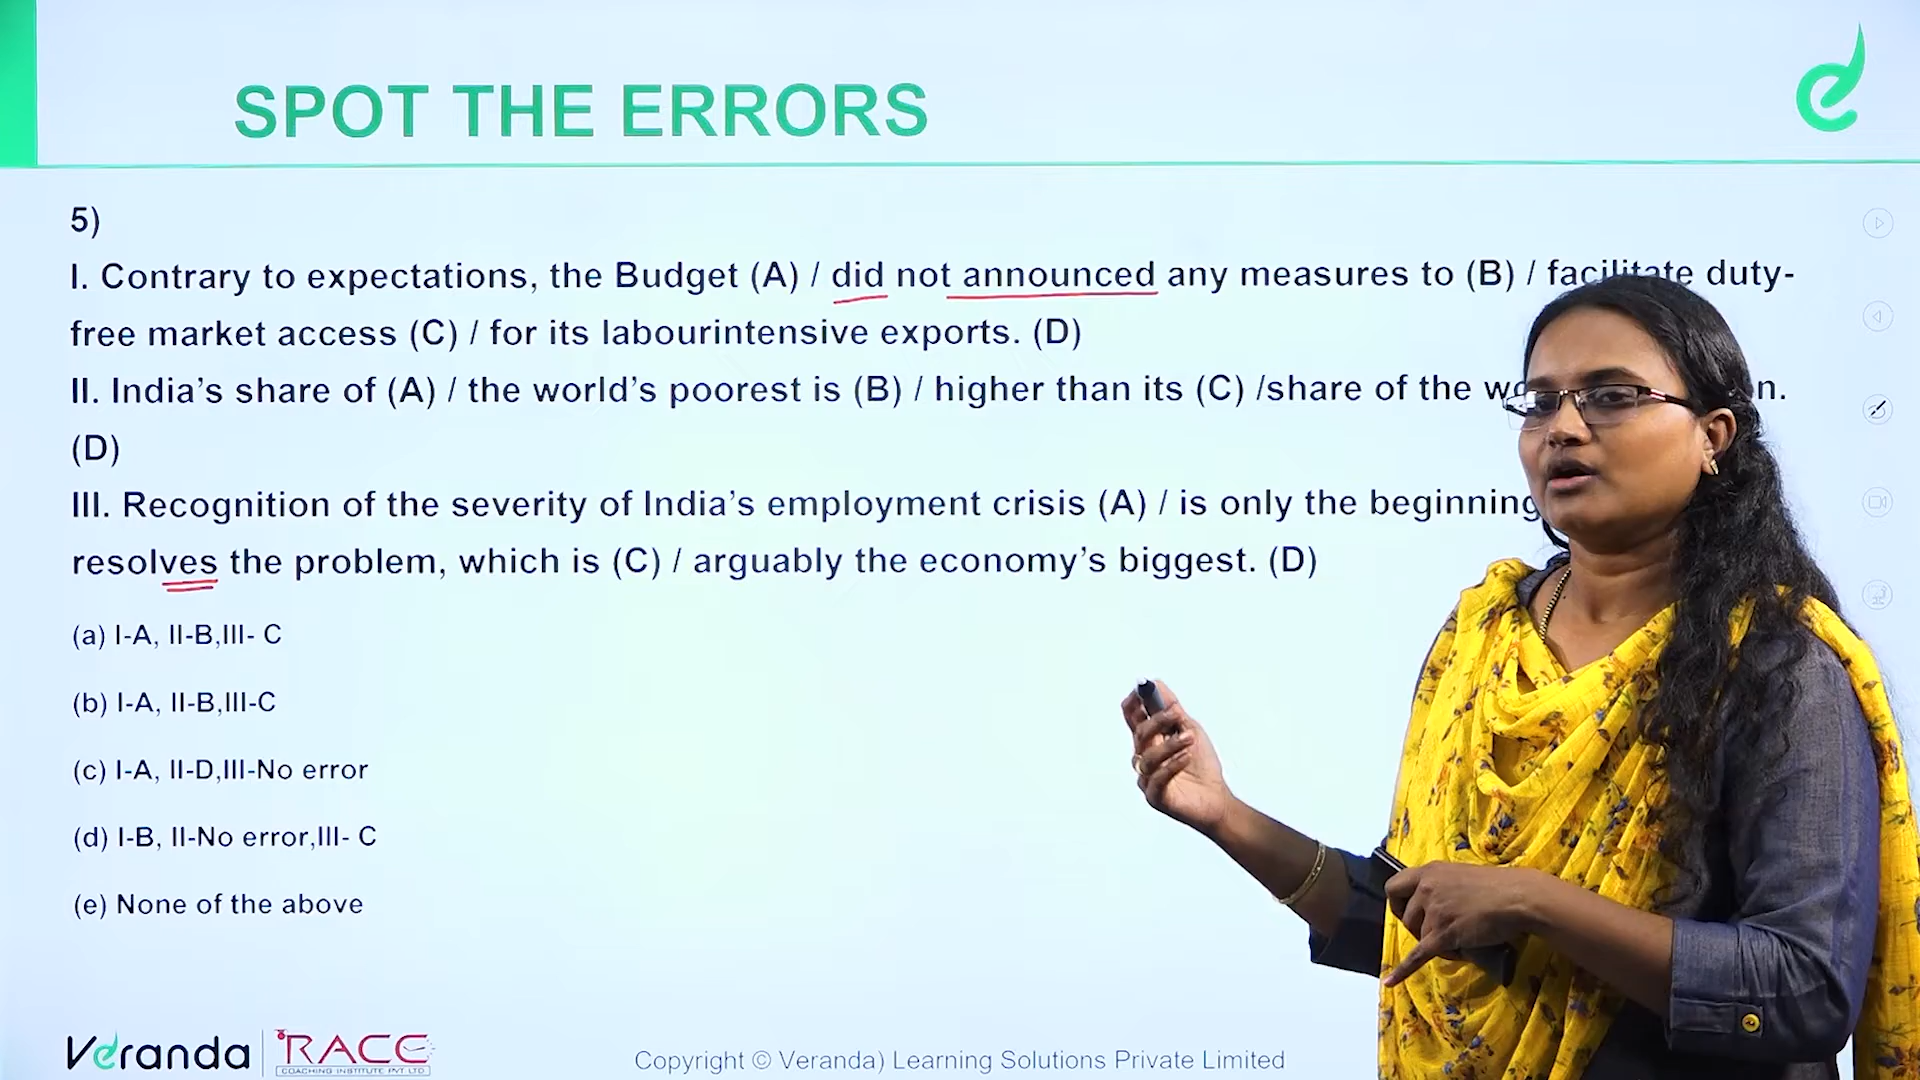 SPOT THE ERRORS
5)
I. Contrary to expectations, the Budget (A) / did not announced any measures to (B) / facilitate duty-
free market access (C) / for its labourintensive exports. (D)
II. India's share of (A) / the world's poorest is (B) / higher than its (C) /share of the
(D)
III. Recognition of the severity of India's employment crisis (A) / is only the beginning
resolves the problem, which is (C) / arguably the economy's biggest. (D)
(a) I-A, II-B,III- C
(b) I-A, II-B,III-C
(c) I-A, II-D,III-No error
(d) I-B, II-No error,III- C
(e) None of the above
Veranda RACE
COACHING INSTITUTE PVT LTD
Copyright © Veranda) Learning Solutions Private Limited